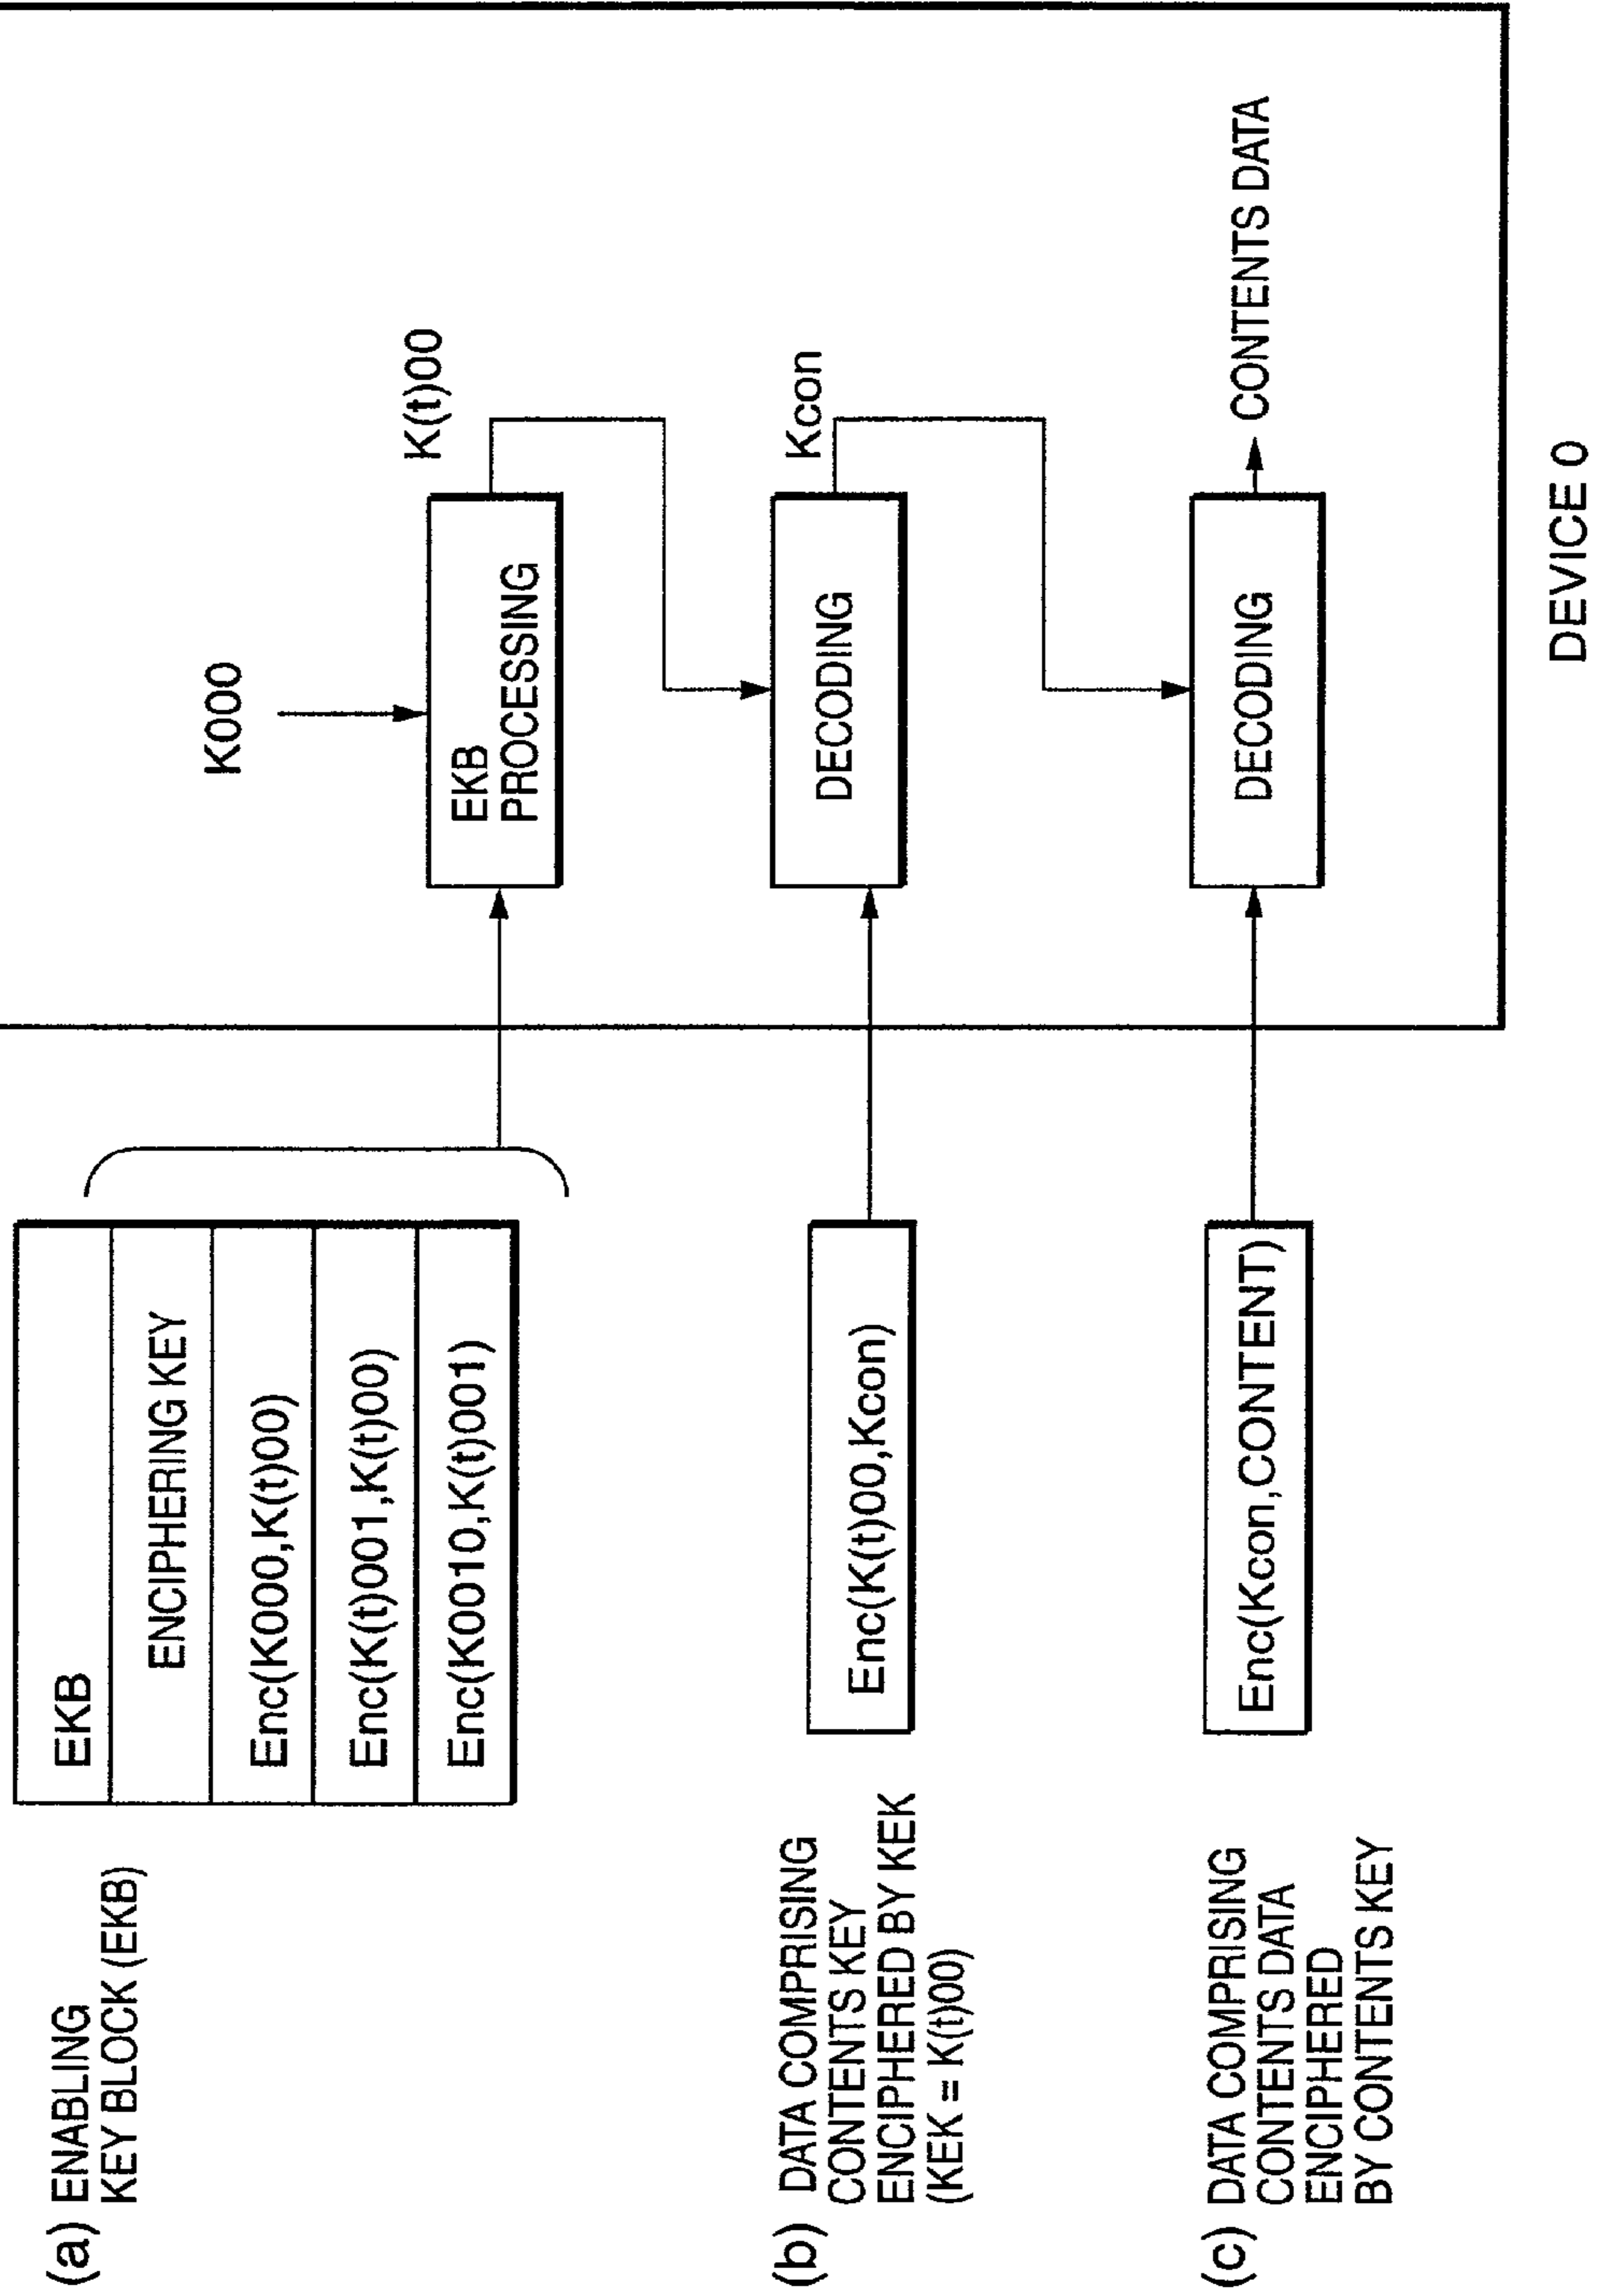 (a) ENABLING
KEY BLOCK (EKB)
EKB
ENCIPHERING KEY
Enc(K000,K(t)00)
Enc(K(t)001,K(t)00)
Enc(K0010,K(t)001)
K000
EKB
PROCESSING
K(t)00
(b) DATA COMPRISING
CONTENTS KEY
ENCIPHERED BY KEK
(KEK = K(t)00)
Enc(K(t)00,Kcon)
DECODING
Kcon
(c) DATA COMPRISING
CONTENTS DATA
ENCIPHERED
BY CONTENTS KEY
Enc(Kcon,CONTENT)
DECODING
CONTENTS DATA
DEVICE 0